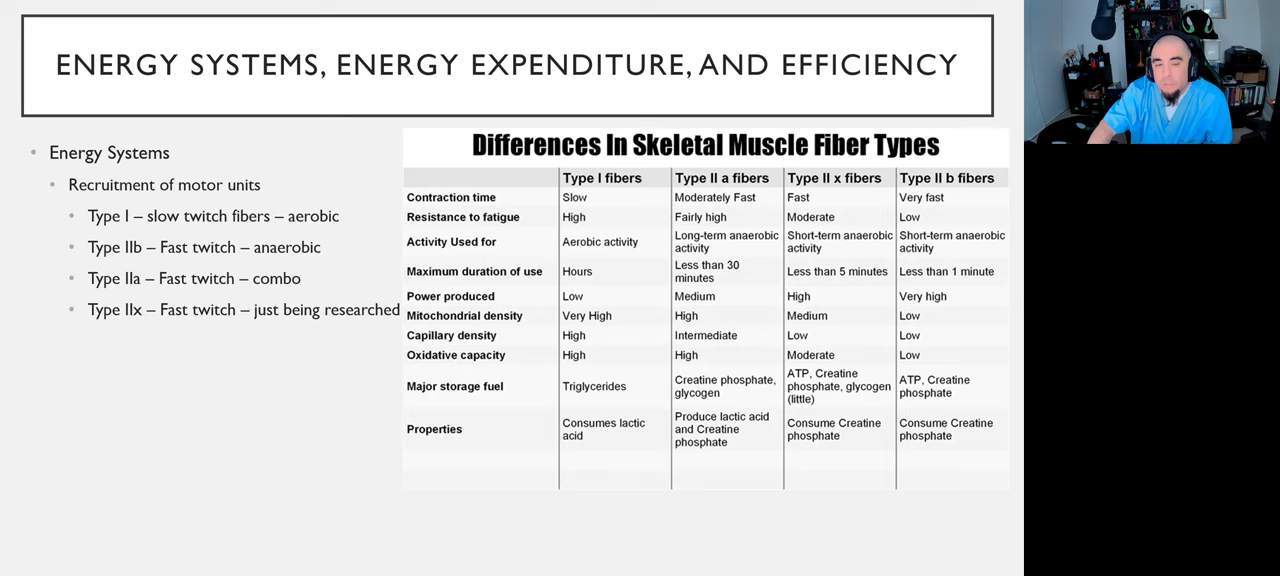 ENERGY SYSTEMS, ENERGY EXPENDITURE, AND EFFICIENCY
• Energy Systems
• Recruitment of motor units
• Type I – slow twitch fibers – aerobic
• Type IIb – Fast twitch – anaerobic
• Type IIa – Fast twitch – combo
• Type IIx – Fast twitch – just being researched
Differences In Skeletal Muscle Fiber Types
Type I fibers Type II a fibers Type II x fibers Type II b fibers
Contraction time Slow Moderately Fast Fast Very fast
Resistance to fatigue High Fairly high Moderate Low
Activity Used for Aerobic activity Long-term anaerobic activity Short-term anaerobic activity Short-term anaerobic activity
Maximum duration of use Hours Less than 30 minutes Less than 5 minutes Less than 1 minute
Power produced Low Medium High Very high
Mitochondrial density Very High High Medium Low
Capillary density High Intermediate Low Low
Oxidative capacity High High Moderate Low
Major storage fuel Triglycerides Creatine phosphate, glycogen ATP, Creatine phosphate, glycogen (little) ATP, Creatine phosphate
Properties Consumes lactic acid Produce lactic acid and Creatine phosphate Consume Creatine phosphate Consume Creatine phosphate